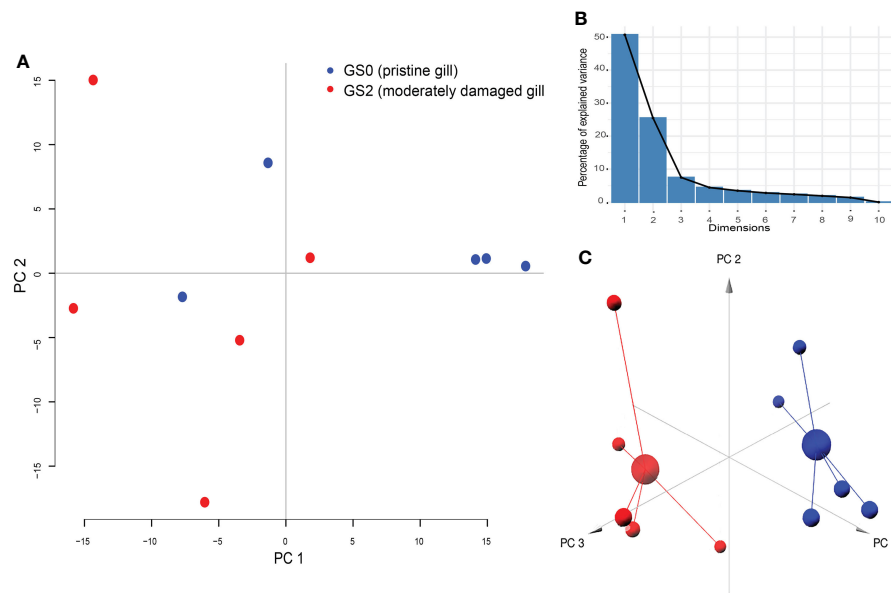 A
GS0 (pristine gill)
GS2 (moderately damaged gill
15
10
5
0
−5
−10
−15
PC 2
−15
−10
−5
0
5
10
15
PC 1
B
Percentage of explained variance
50
40
30
20
10
0
1
2
3
4
5
6
7
8
9
10
Dimensions
C
PC 2
PC 3
PC